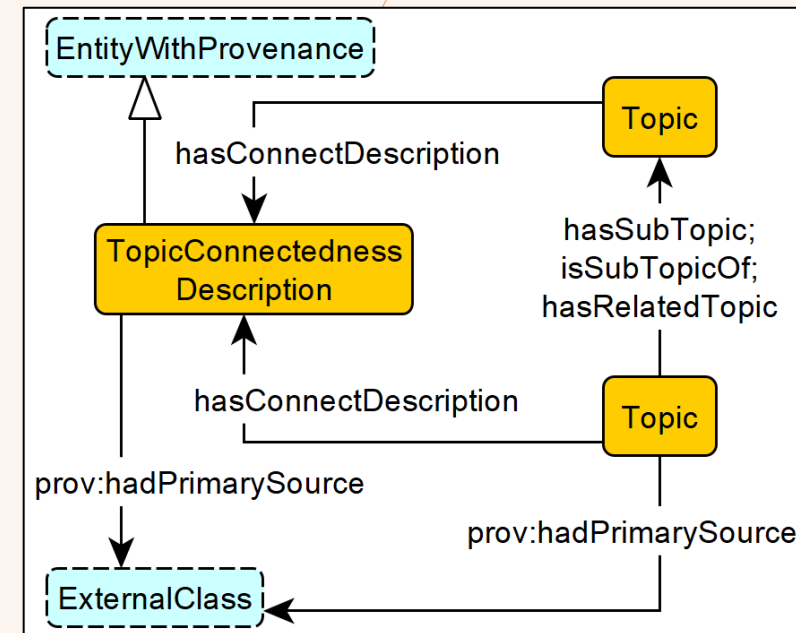 EntityWithProvenance
Topic
hasConnectDescription
hasSubTopic;
isSubTopicOf;
hasRelatedTopic
TopicConnectedness
Description
hasConnectDescription
Topic
prov:hadPrimarySource
prov:hadPrimarySource
ExternalClass